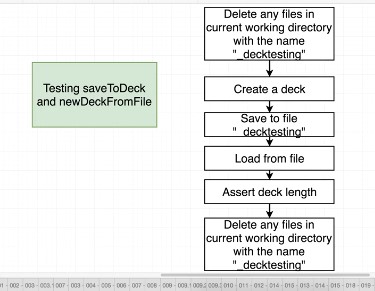 Delete any files in
current working directory
with the name
"_decktesting"
Testing saveToDeck
and newDeckFromFile
Create a deck
Save to file
"_decktesting"
Load from file
Assert deck length
Delete any files in
current working directory
with the name
"_decktesting"